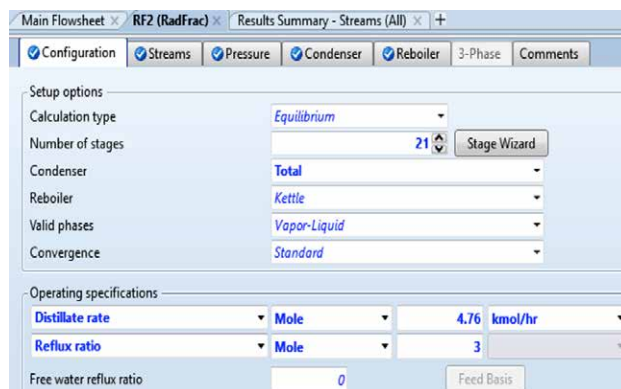 Main Flowsheet × RF2 (RadFrac) × Results Summary - Streams (All) × +
Configuration Streams Pressure Condenser Reboiler 3-Phase Comments
Setup options
Calculation type Equilibrium
Number of stages 21 Stage Wizard
Condenser Total
Reboiler Kettle
Valid phases Vapor-Liquid
Convergence Standard
Operating specifications
Distillate rate Mole 4.76 kmol/hr
Reflux ratio Mole 3
Free water reflux ratio 0 Feed Basis